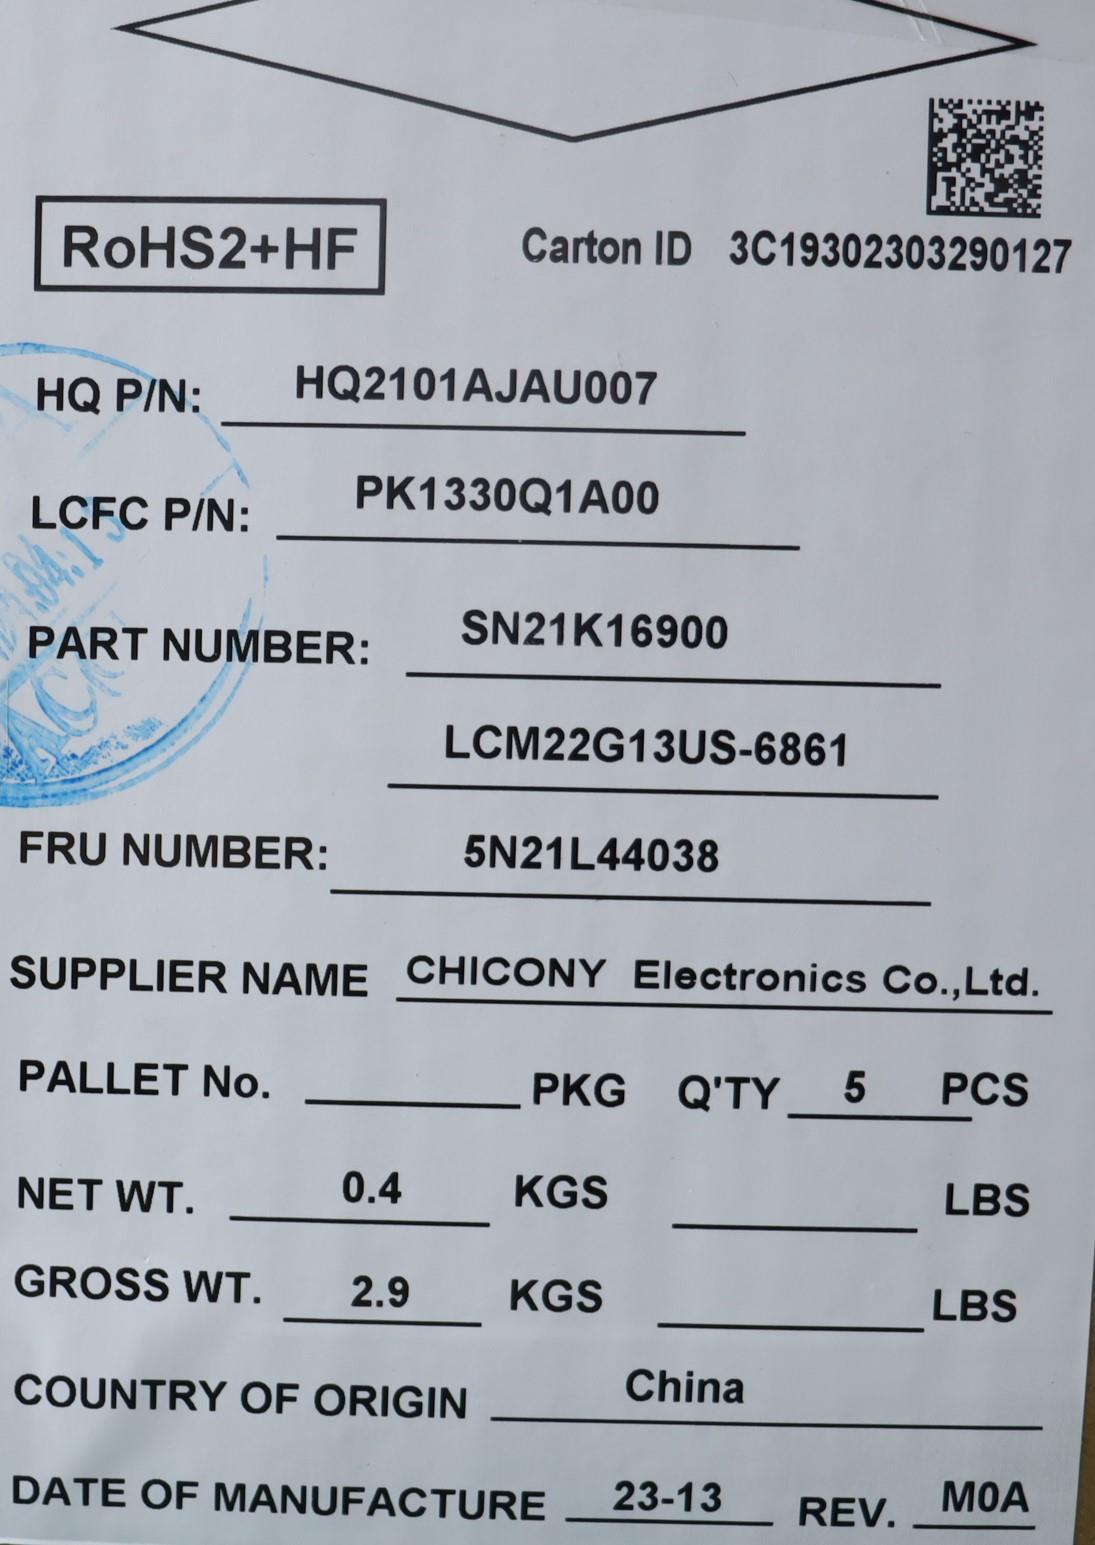 RoHS2+HF
Carton ID 3C19302303290127
HQ P/N: HQ2101AJAU007
LCFC P/N: PK1330Q1A00
PART NUMBER: SN21K16900
LCM22G13US-6861
FRU NUMBER: 5N21L44038
SUPPLIER NAME CHICONY Electronics Co.,Ltd.
PALLET No. PKG Q'TY 5 PCS
NET WT. 0.4 KGS LBS
GROSS WT. 2.9 KGS LBS
COUNTRY OF ORIGIN China
DATE OF MANUFACTURE 23-13 REV. M0A